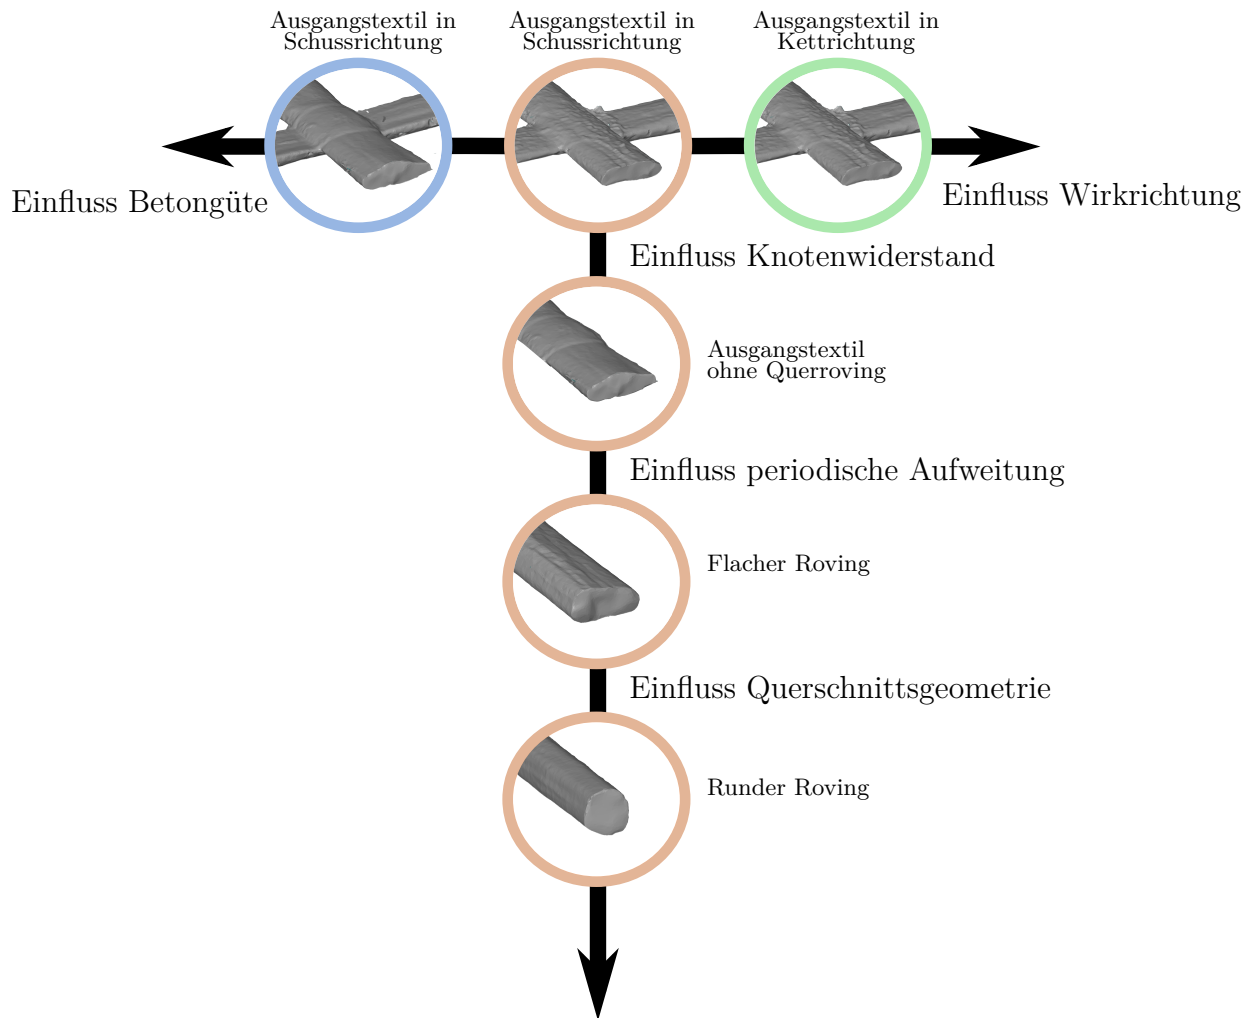 Ausgangstextil in
Schussrichtung
Ausgangstextil in
Schussrichtung
Ausgangstextil in
Kettrichtung
Einfluss Betongüte
Einfluss Wirkrichtung
Einfluss Knotenwiderstand
Ausgangstextil
ohne Querroving
Einfluss periodische Aufweitung
Flacher Roving
Einfluss Querschnittsgeometrie
Runder Roving